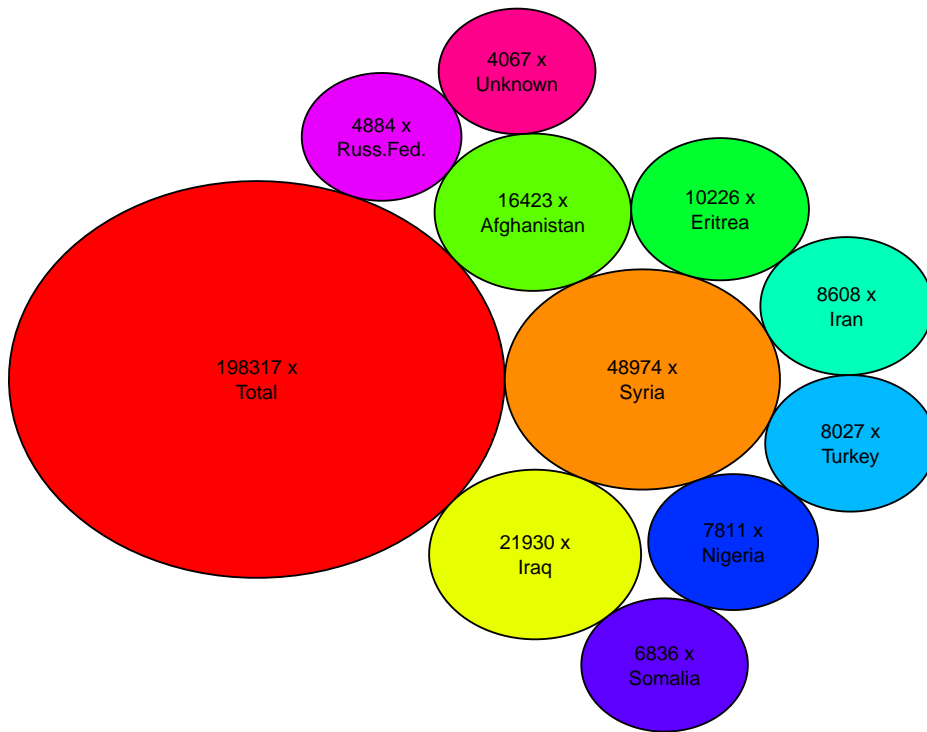 4067 x
Unknown
4884 x
Russ.Fed.
16423 x
Afghanistan
10226 x
Eritrea
8608 x
Iran
198317 x
Total
48974 x
Syria
8027 x
Turkey
21930 x
Iraq
7811 x
Nigeria
6836 x
Somalia